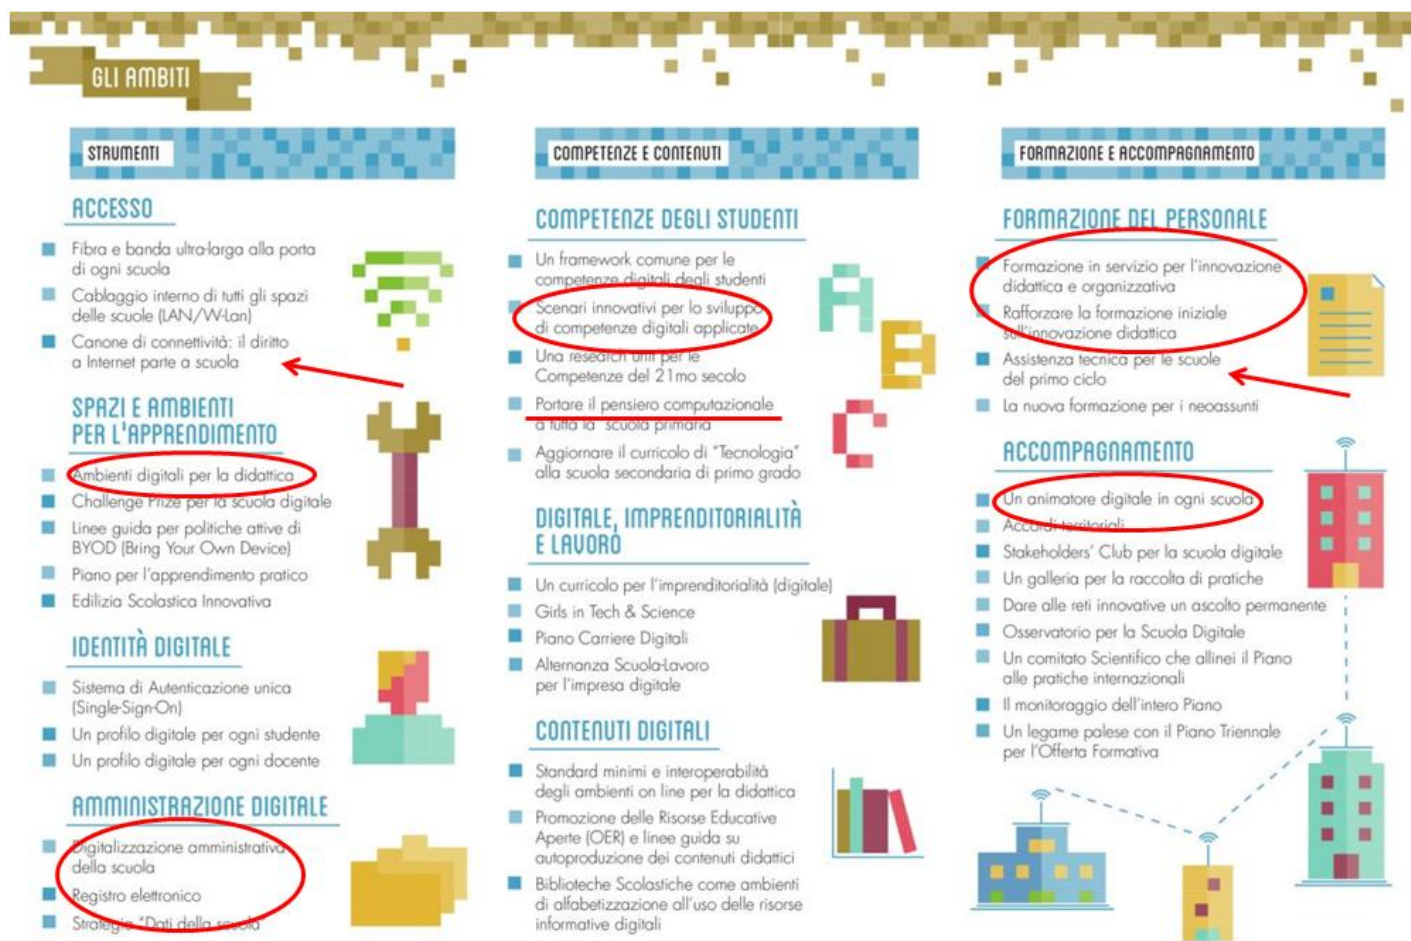 GLI AMBITI
STRUMENTI
ACCESSO
Fibra e banda ultra-larga alla porta
di ogni scuola
Cablaggio interno di tutti gli spazi
delle scuole (LAN/W-Lan)
Canone di connettività: il diritto
a Internet parte a scuola
SPAZI E AMBIENTI
PER L'APPRENDIMENTO
Ambienti digitali per la didattica
Challenge Prize per la scuola digitale
Linee guida per politiche attive di
BYOD (Bring Your Own Device)
Piano per l'apprendimento pratico
Edilizia Scolastica Innovativa
IDENTITÀ DIGITALE
Sistema di Autenticazione unica
(Single-Sign-On)
Un profilo digitale per ogni studente
Un profilo digitale per ogni docente
AMMINISTRAZIONE DIGITALE
Digitalizzazione amministrativa
della scuola
Registro elettronico
Strategia "Dati della scuola"
COMPETENZE E CONTENUTI
COMPETENZE DEGLI STUDENTI
Un framework comune per le
competenze digitali degli studenti
Scenari innovativi per lo sviluppo
di competenze digitali applicate
Una research unit per le
Competenze del 21mo secolo
Portare il pensiero computazionale
a tutta la scuola primaria
Aggiornare il curricolo di "Tecnologia"
alla scuola secondaria di primo grado
A
B
C
DIGITALE, IMPRENDITORIALITÀ
E LAVORO
Un curricolo per l'imprenditorialità (digitale)
Girls in Tech & Science
Piano Carriere Digitali
Alternanza Scuola-Lavoro
per l'impresa digitale
CONTENUTI DIGITALI
Standard minimi e interoperabilità
degli ambienti on line per la didattica
Promozione delle Risorse Educative
Aperte (OER) e linee guida su
autoproduzione dei contenuti didattici
Biblioteche Scolastiche come ambienti
di alfabetizzazione all'uso delle risorse
informative digitali
FORMAZIONE E ACCOMPAGNAMENTO
FORMAZIONE DEL PERSONALE
Formazione in servizio per l'innovazione
didattica e organizzativa
Rafforzare la formazione iniziale
sull'innovazione didattica
Assistenza tecnica per le scuole
del primo ciclo
La nuova formazione per i neoassunti
ACCOMPAGNAMENTO
Un animatore digitale in ogni scuola
Accordi territoriali
Stakeholders' Club per la scuola digitale
Un galleria per la raccolta di pratiche
Dare alle reti innovative un ascolto permanente
Osservatorio per la Scuola Digitale
Un comitato Scientifico che allinei il Piano
alle pratiche internazionali
Il monitoraggio dell'intero Piano
Un legame palese con il Piano Triennale
per l'Offerta Formativa